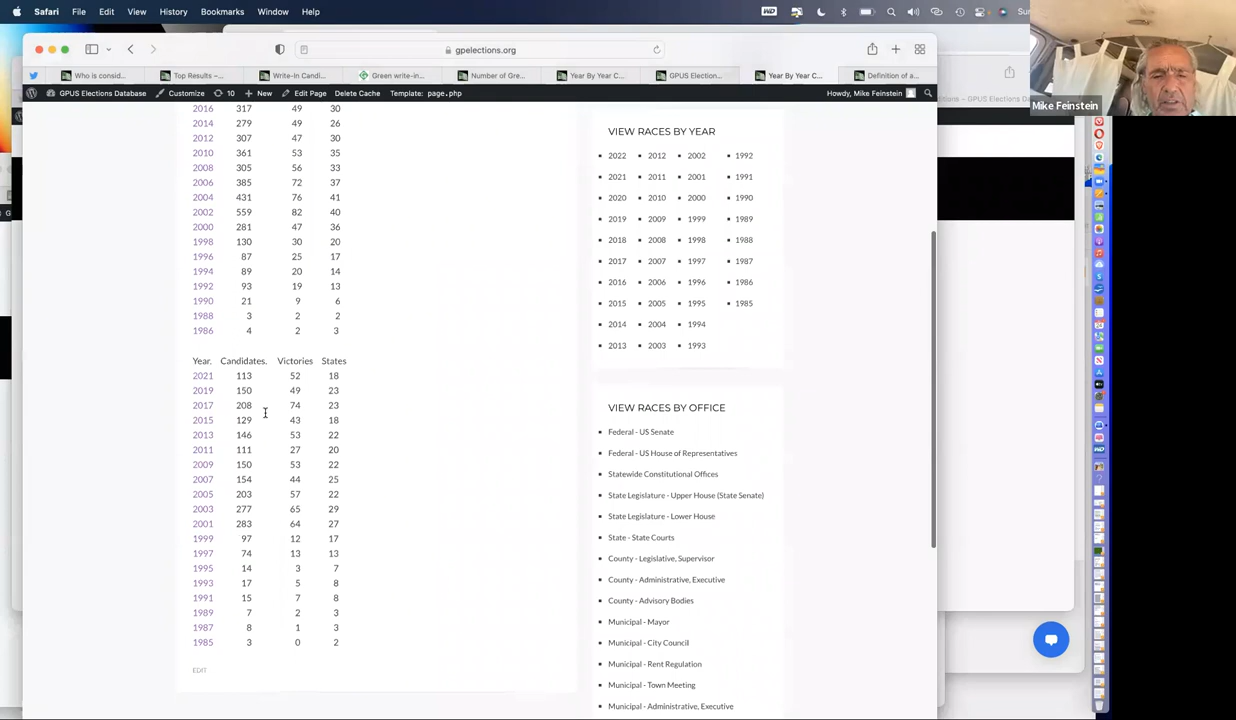 Safari File Edit View History Bookmarks Window Help
gpelections.org
Mike Feinstein
Who is consid... Top Results –... Write-In Candi... Green write-in... Number of Gre... Year By Year C... GPUS Election... Year By Year C... Definition of a...
GPUS Elections Database Customize 10 New Edit Page Delete Cache Template: page.php Howdy, Mike Feinstein
2016 317 49 30
2014 279 49 26
2012 307 47 30
2010 361 53 35
2008 305 56 33
2006 385 72 37
2004 431 76 41
2002 559 82 40
2000 281 47 36
1998 130 30 20
1996 87 25 17
1994 89 20 14
1992 93 19 13
1990 21 9 6
1988 3 2 2
1986 4 2 3
Year. Candidates. Victories States
2021 113 52 18
2019 150 49 23
2017 208 74 23
2015 129 43 18
2013 146 53 22
2011 111 27 20
2009 150 53 22
2007 154 44 25
2005 203 57 22
2003 277 65 29
2001 283 64 27
1999 97 12 17
1997 74 13 13
1995 14 3 7
1993 17 5 8
1991 15 7 8
1989 7 2 3
1987 8 1 3
1985 3 0 2
EDIT
VIEW RACES BY YEAR
2022 2012 2002 1992
2021 2011 2001 1991
2020 2010 2000 1990
2019 2009 1999 1989
2018 2008 1998 1988
2017 2007 1997 1987
2016 2006 1996 1986
2015 2005 1995 1985
2014 2004 1994
2013 2003 1993
VIEW RACES BY OFFICE
Federal - US Senate
Federal - US House of Representatives
Statewide Constitutional Offices
State Legislature - Upper House (State Senate)
State Legislature - Lower House
State - State Courts
County - Legislative, Supervisor
County - Administrative, Executive
County - Advisory Bodies
Municipal - Mayor
Municipal - City Council
Municipal - Rent Regulation
Municipal - Town Meeting
Municipal - Administrative, Executive